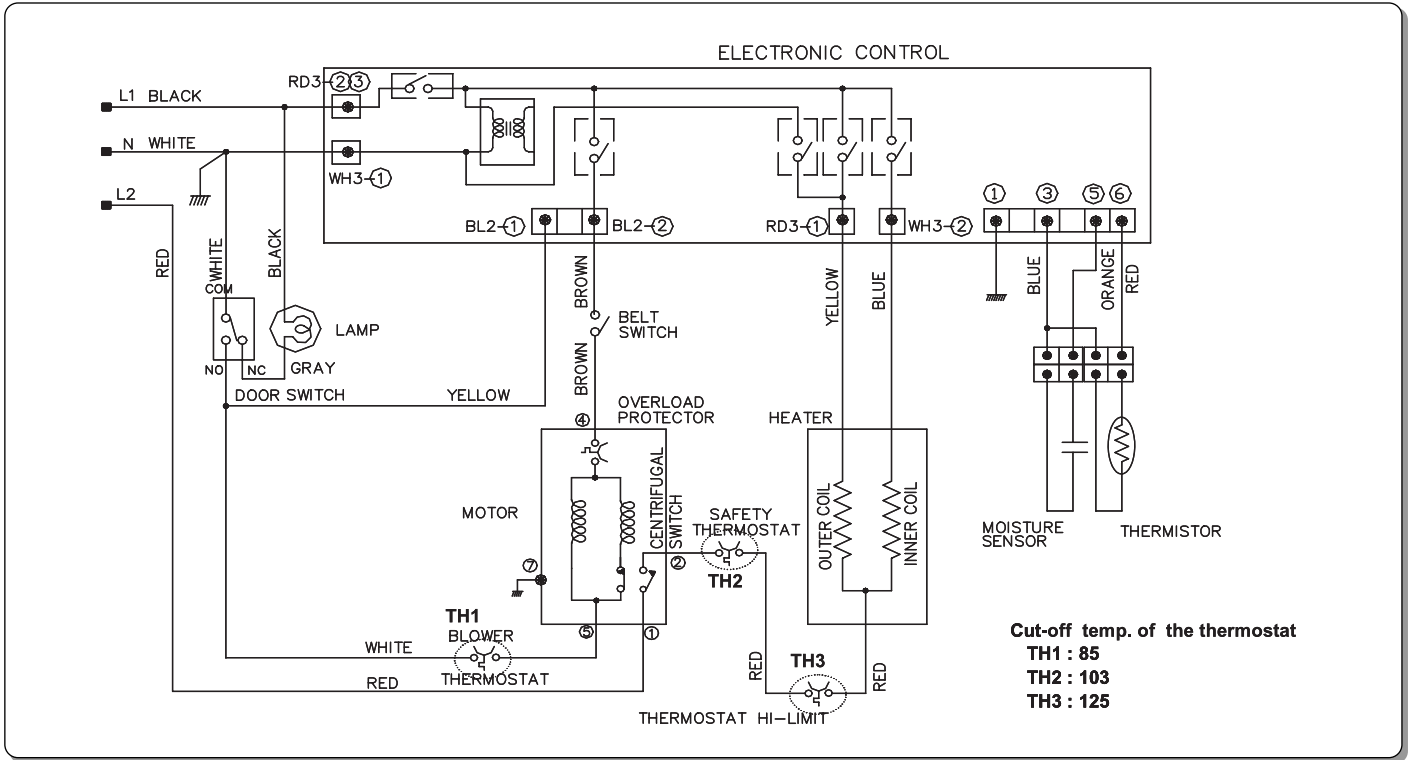 ELECTRONIC CONTROL
RD3-②③
L1 BLACK
N WHITE
WH3-①
L2
① ③ ⑤ ⑥
BL2-① BL2-②
RD3-① WH3-②
RED
WHITE
BLACK
BROWN
YELLOW
BLUE
BLUE
ORANGE
RED
COM
LAMP
BELT
SWITCH
NO NC GRAY
DOOR SWITCH
YELLOW
BROWN
OVERLOAD
PROTECTOR
④
HEATER
MOTOR
CENTRIFUGAL
SWITCH
SAFETY
THERMOSTAT
TH2
OUTER COIL
INNER COIL
MOISTURE
SENSOR
THERMISTOR
⑦
②
⑤ ①
TH1
BLOWER
THERMOSTAT
WHITE
RED
RED
TH3
RED
THERMOSTAT HI-LIMIT
Cut-off temp. of the thermostat
TH1 : 85
TH2 : 103
TH3 : 125